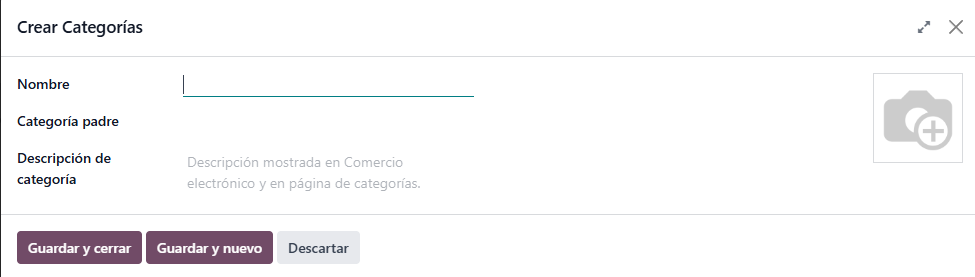 Crear Categorías
Nombre
Categoría padre
Descripción de
categoría
Descripción mostrada en Comercio
electrónico y en página de categorías.
Guardar y cerrar
Guardar y nuevo
Descartar